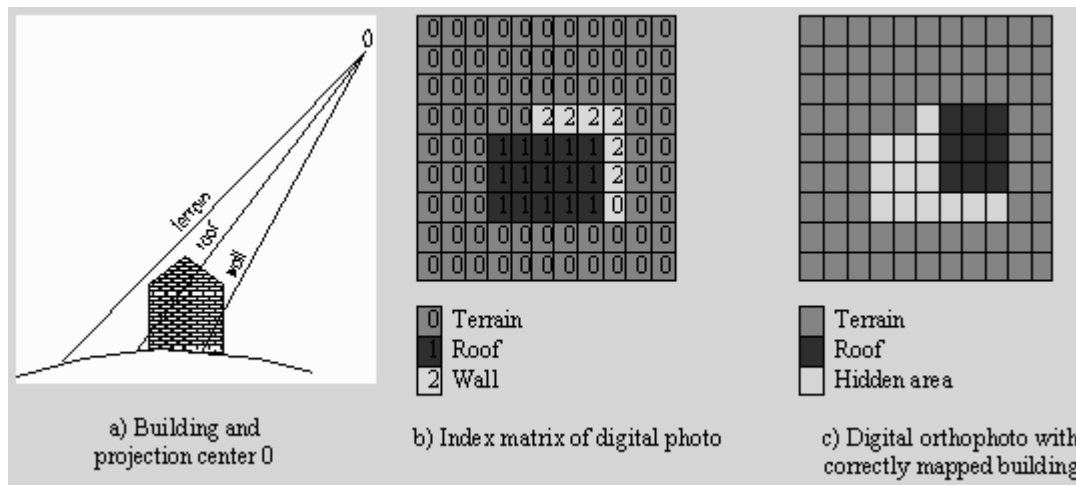 0
terrain
roof
wall
a) Building and
projection center 0
0 0 0 0 0 0 0 0 0 0 0
0 0 0 0 0 0 0 0 0 0 0
0 0 0 0 0 0 0 0 0 0 0
0 0 0 0 0 2 2 2 2 0 0
0 0 0 1 1 1 1 1 2 0 0
0 0 0 1 1 1 1 1 2 0 0
0 0 0 1 1 1 1 1 0 0 0
0 0 0 0 0 0 0 0 0 0 0
0 0 0 0 0 0 0 0 0 0 0
0 Terrain
1 Roof
2 Wall
b) Index matrix of digital photo
Terrain
Roof
Hidden area
c) Digital orthophoto with
correctly mapped building